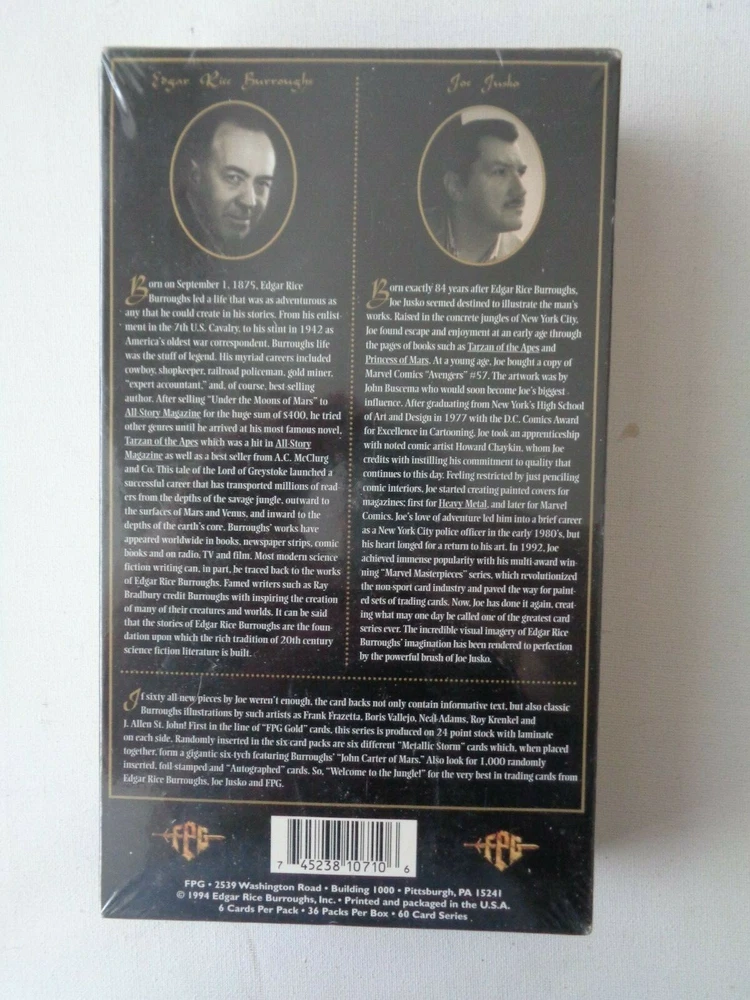 Edgar Rice Burroughs
Born on September 1, 1875, Edgar Rice
Burroughs led a life that was as adventurous as
any that he could create in his stories. From his enlist-
ment in the 7th U.S. Cavalry, to his stint in 1942 as
America's oldest war correspondent, Burroughs life
was the stuff of legend. His myriad careers included
cowboy, shopkeeper, railroad policeman, gold miner,
"expert accountant," and, of course, best-selling
author. After selling "Under the Moons of Mars" to
All-Story Magazine for the huge sum of $400, he tried
other genres until he arrived at his most famous novel,
Tarzan of the Apes which was a hit in All-Story
Magazine as well as a best seller from A.C. McClurg
and Co. This tale of the Lord of Greystoke launched a
successful career that has transported millions of read-
ers from the depths of the savage jungle, outward to
the surfaces of Mars and Venus, and inward to the
depths of the earth's core. Burroughs' works have
appeared worldwide in books, newspaper strips, comic
books and on radio, TV and film. Most modern science
fiction writing can, in part, be traced back to the works
of Edgar Rice Burroughs. Famed writers such as Ray
Bradbury credit Burroughs with inspiring the creation
of many of their creatures and worlds. It can be said
that the stories of Edgar Rice Burroughs are the foun-
dation upon which the rich tradition of 20th century
science fiction literature is built.
Joe Jusko
Born exactly 84 years after Edgar Rice Burroughs,
Joe Jusko seemed destined to illustrate the man's
works. Raised in the concrete jungles of New York City,
Joe found escape and enjoyment at an early age through
the pages of books such as Tarzan of the Apes and
Princess of Mars. At a young age, Joe bought a copy of
Marvel Comics "Avengers" #57. The artwork was by
John Buscema who would soon become Joe's biggest
influence. After graduating from New York's High School
of Art and Design in 1977 with the D.C. Comics Award
for Excellence in Cartooning, Joe took an apprenticeship
with noted comic artist Howard Chaykin, whom Joe
credits with instilling his commitment to quality that
continues to this day. Feeling restricted by just penciling
comic interiors, Joe started creating painted covers for
magazines; first for Heavy Metal, and later for Marvel
Comics. Joe's love of adventure led him into a brief career
as a New York City police officer in the early 1980's, but
his heart longed for a return to his art. In 1992, Joe
achieved immense popularity with his multi award win-
ning "Marvel Masterpieces" series, which revolutionized
the non-sport card industry and paved the way for paint-
ed sets of trading cards. Now, Joe has done it again, creat-
ing what may one day be called one of the greatest card
series ever. The incredible visual imagery of Edgar Rice
Burroughs' imagination has been rendered to perfection
by the powerful brush of Joe Jusko.
If sixty all-new pieces by Joe weren't enough, the card backs not only contain informative text, but also classic
Burroughs illustrations by such artists as Frank Frazetta, Boris Vallejo, Neal Adams, Roy Krenkel and
J. Allen St. John! First in the line of "FPG Gold" cards, this series is produced on 24 point stock with laminate
on each side. Randomly inserted in the six-card packs are six different "Metallic Storm" cards which, when placed
together, form a gigantic six-tych featuring Burroughs' "John Carter of Mars." Also look for 1,000 randomly
inserted, foil-stamped and "Autographed" cards. So, "Welcome to the Jungle!" for the very best in trading cards from
Edgar Rice Burroughs, Joe Jusko and FPG.
FPG
FPG
7 45238 10710 6
FPG • 2539 Washington Road • Building 1000 • Pittsburgh, PA 15241
© 1994 Edgar Rice Burroughs, Inc. • Printed and packaged in the U.S.A.
6 Cards Per Pack • 36 Packs Per Box • 60 Card Series